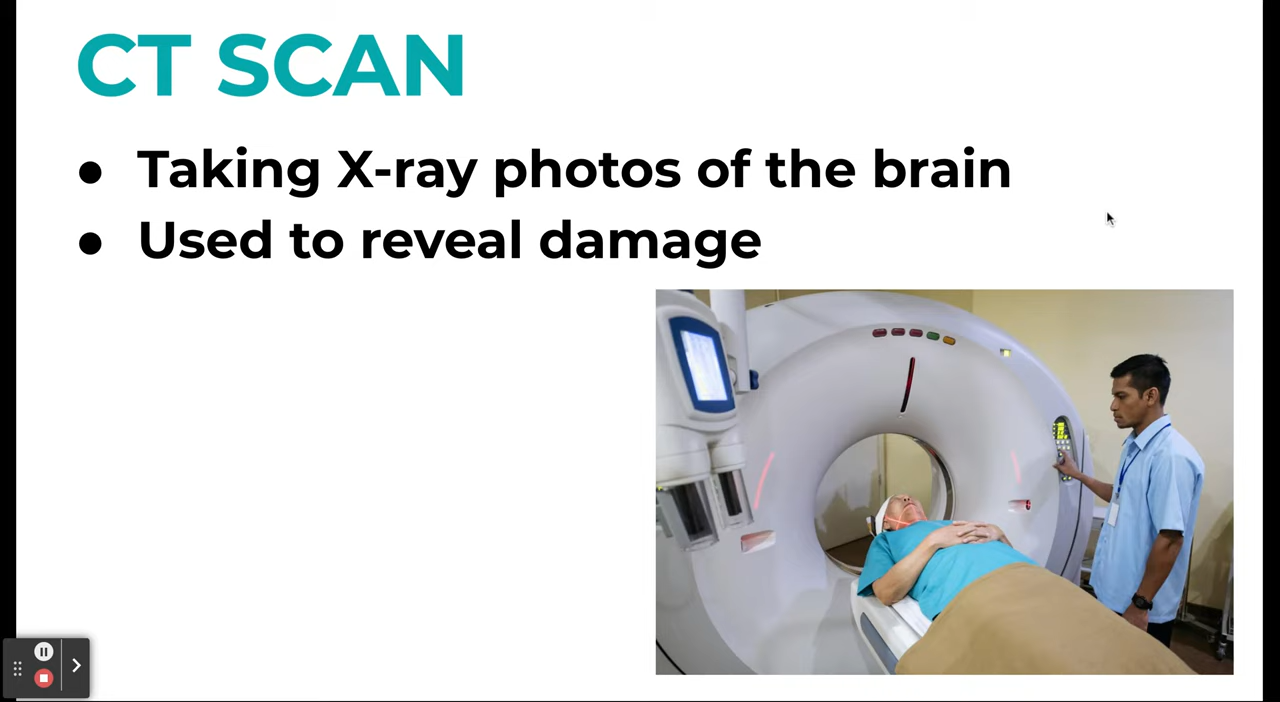 CT SCAN
● Taking X-ray photos of the brain
● Used to reveal damage